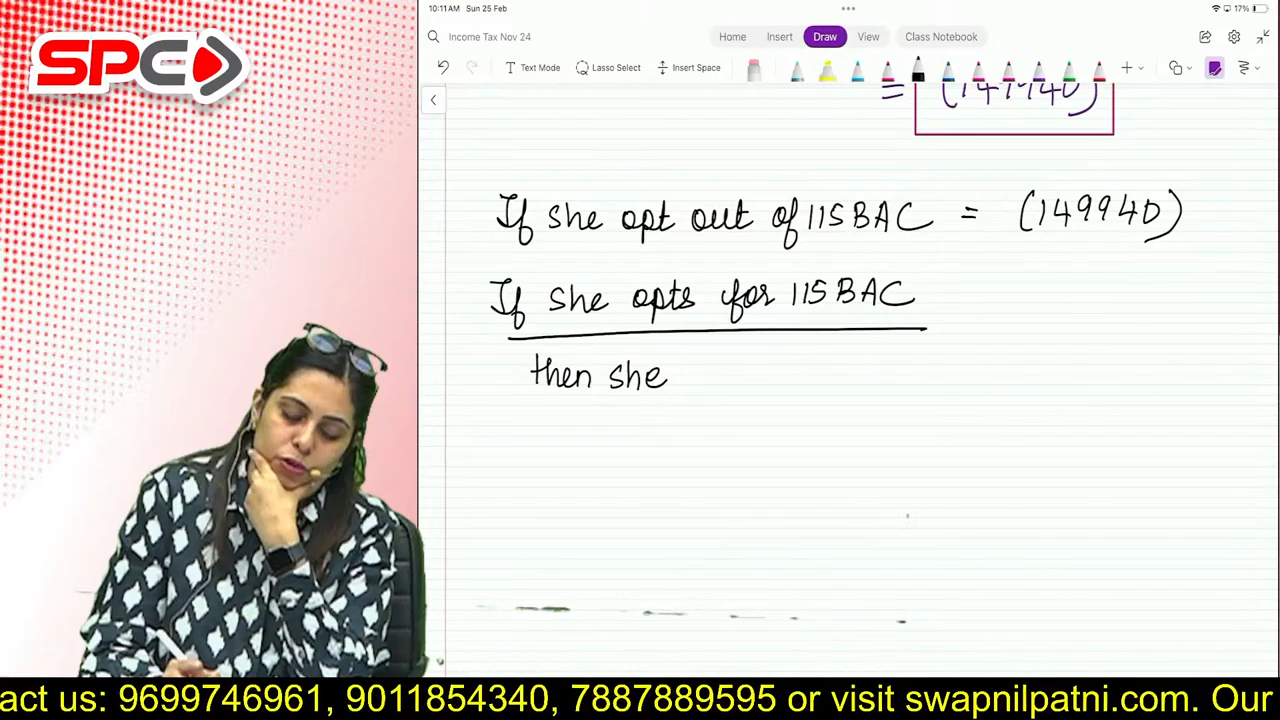 10:11 AM Sun 25 Feb
17%
Income Tax Nov 24
Home Insert Draw View Class Notebook
Text Mode Lasso Select Insert Space
SPC
= (149940)
If she opt out of 115BAC = (149940)
If she opts for 115BAC
then she
act us: 9699746961, 9011854340, 7887889595 or visit swapnilpatni.com. Our